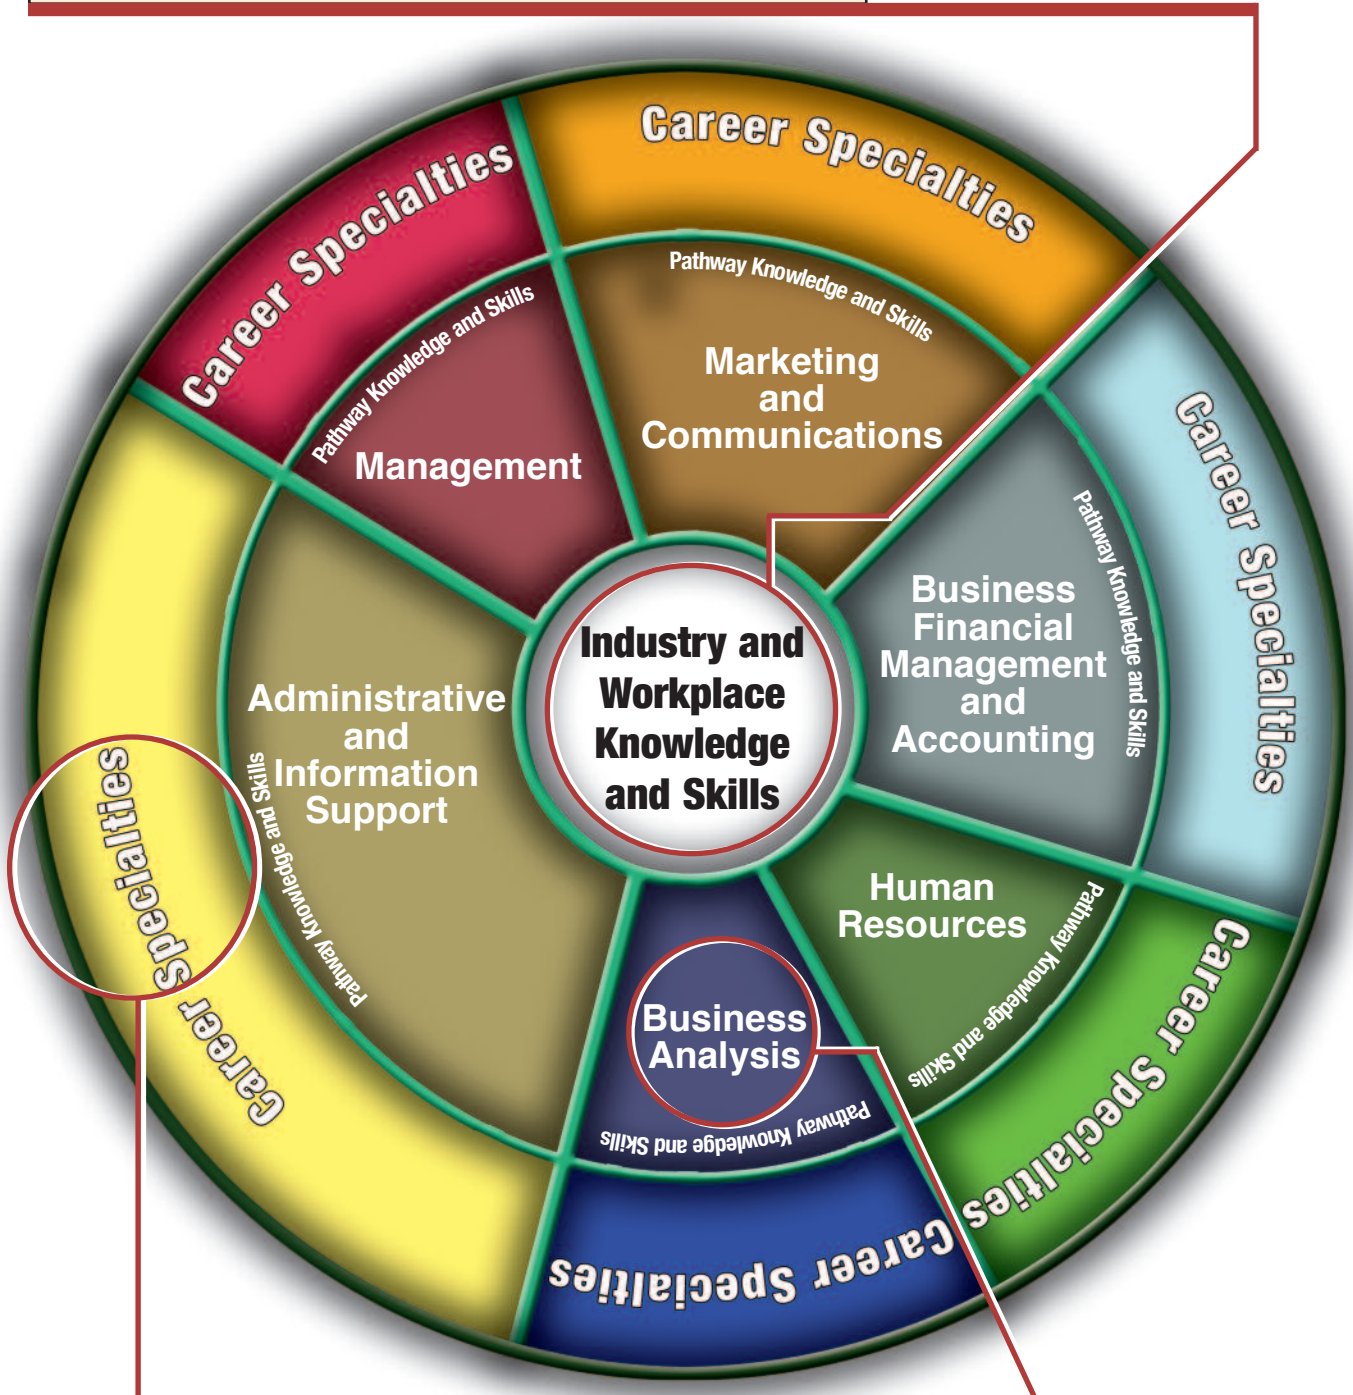 Career Specialties
Pathway Knowledge and Skills
Marketing
and
Communications
Career Specialties
Pathway Knowledge and Skills
Management
Career Specialties
Pathway Knowledge and Skills
Business
Financial
Management
and
Accounting
Industry and
Workplace
Knowledge
and Skills
Administrative
and
Information
Support
Pathway Knowledge and Skills
Career Specialties
Human
Resources
Pathway Knowledge and Skills
Career Specialties
Business
Analysis
Pathway Knowledge and Skills
Career Specialties